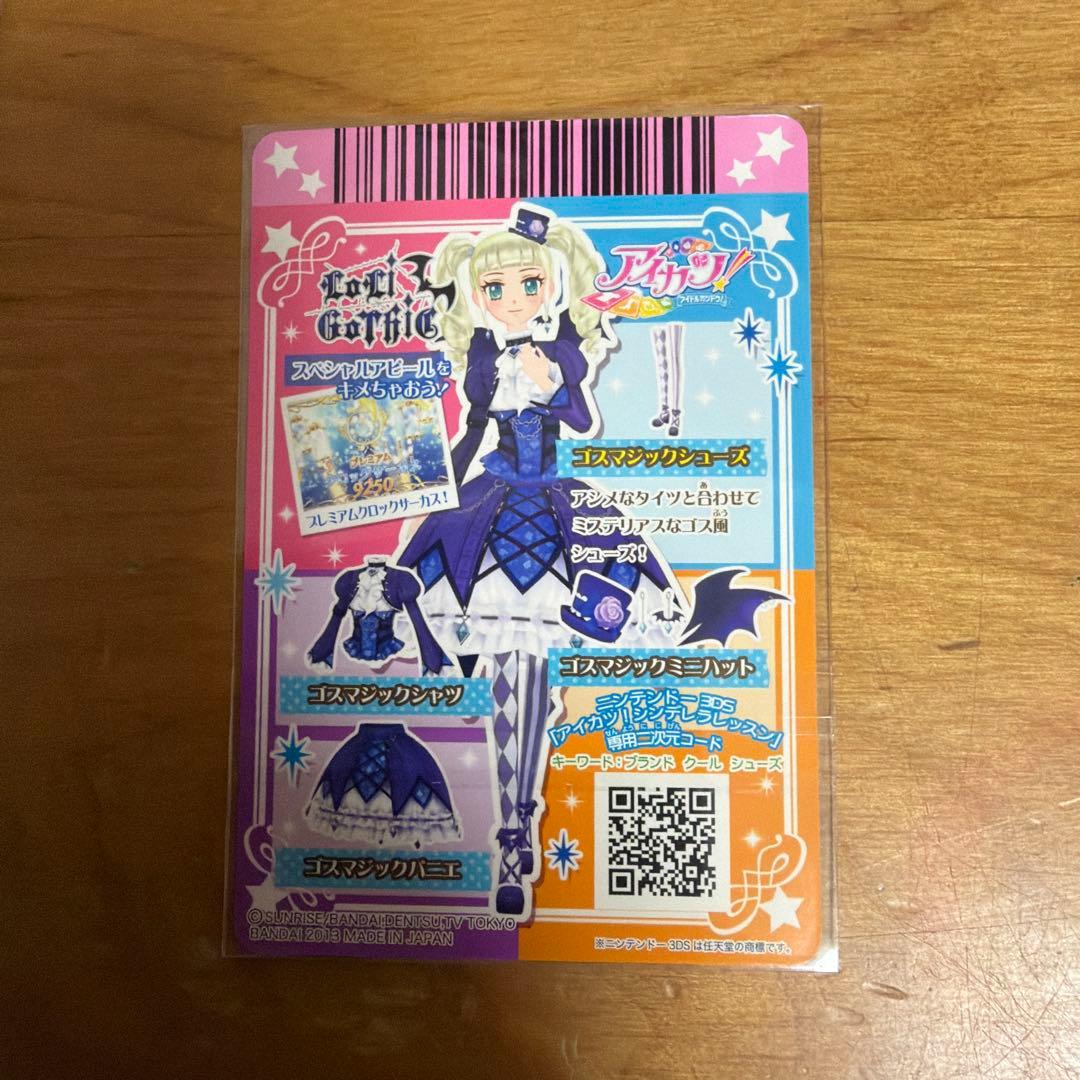 LoLi
GoThiC
アイカツ!
アイドルカツドウ!
スペシャルアピールを
キメちゃおう!
プレミアム
9250
プレミアムクロックサーカス!
ゴスマジックシューズ
アシメなタイツと合わせて
ミステリアスなゴス風
シューズ!
ゴスマジックシャツ
ゴスマジックミニハット
ニンテンドー3DS
「アイカツ!シンデレラレッスン」
専用二次元コード
キーワード:ブランド クール シューズ
ゴスマジックパニエ
©SUNRISE/BANDAI,DENTSU,TV TOKYO
BANDAI 2013 MADE IN JAPAN
※ニンテンドー3DSは任天堂の商標です。